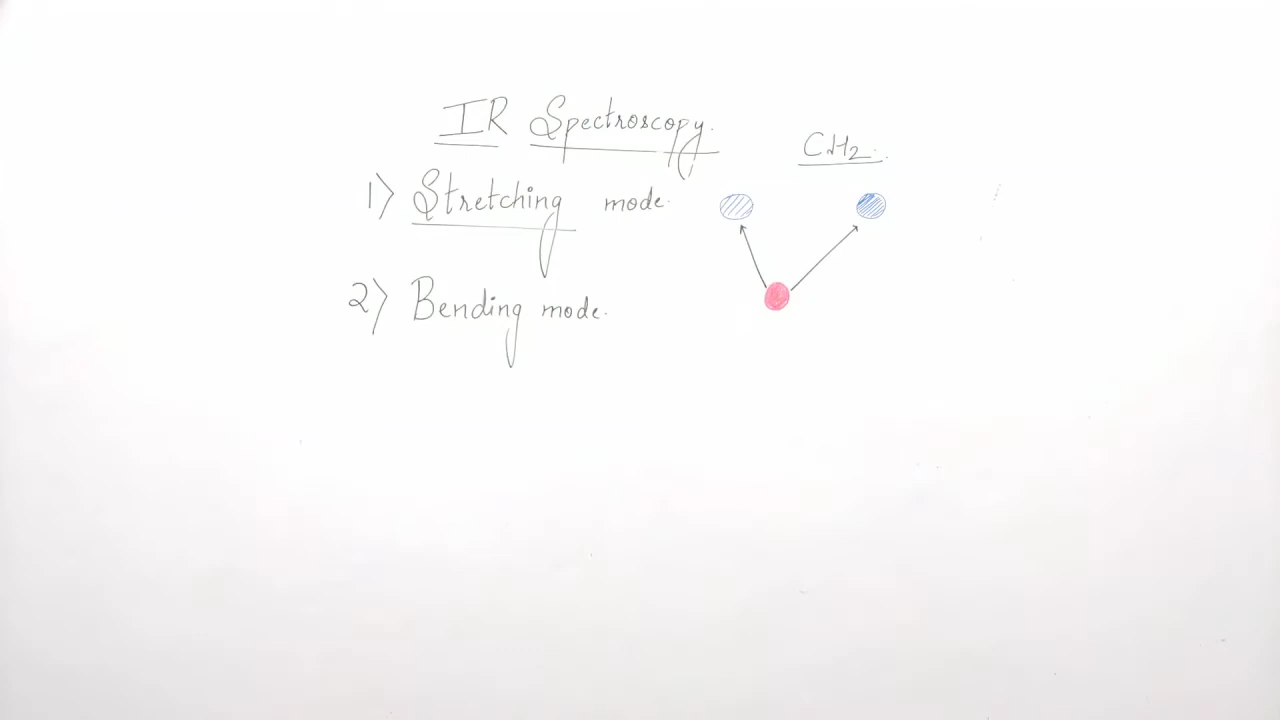 IR Spectroscopy.
CH2.
1) Stretching mode.
2) Bending mode.